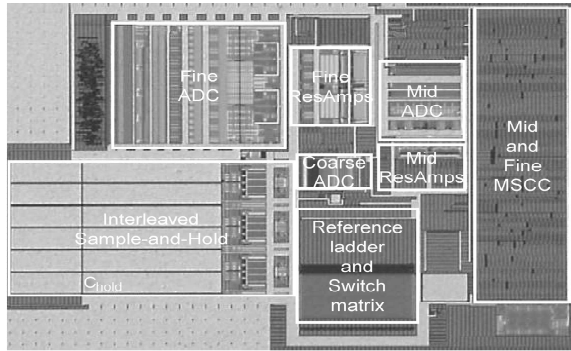 Fine
ADC
Fine
ResAmps
Mid
ADC
Mid
and
Fine
MSCC
Coarse
ADC
Mid
ResAmps
Interleaved
Sample-and-Hold
Chold
Reference
ladder
and
Switch
matrix